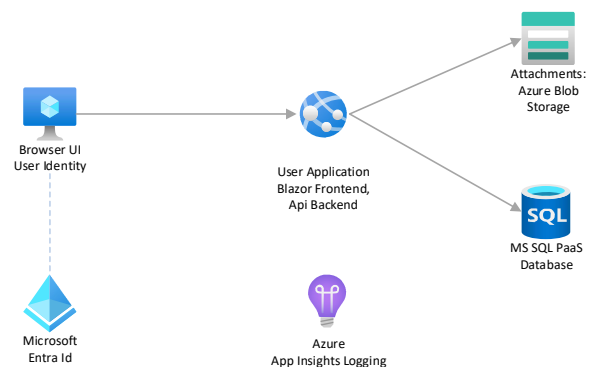 Attachments:
Azure Blob
Storage
Browser UI
User Identity
User Application
Blazor Frontend,
Api Backend
SQL
MS SQL PaaS
Database
Microsoft
Entra Id
Azure
App Insights Logging